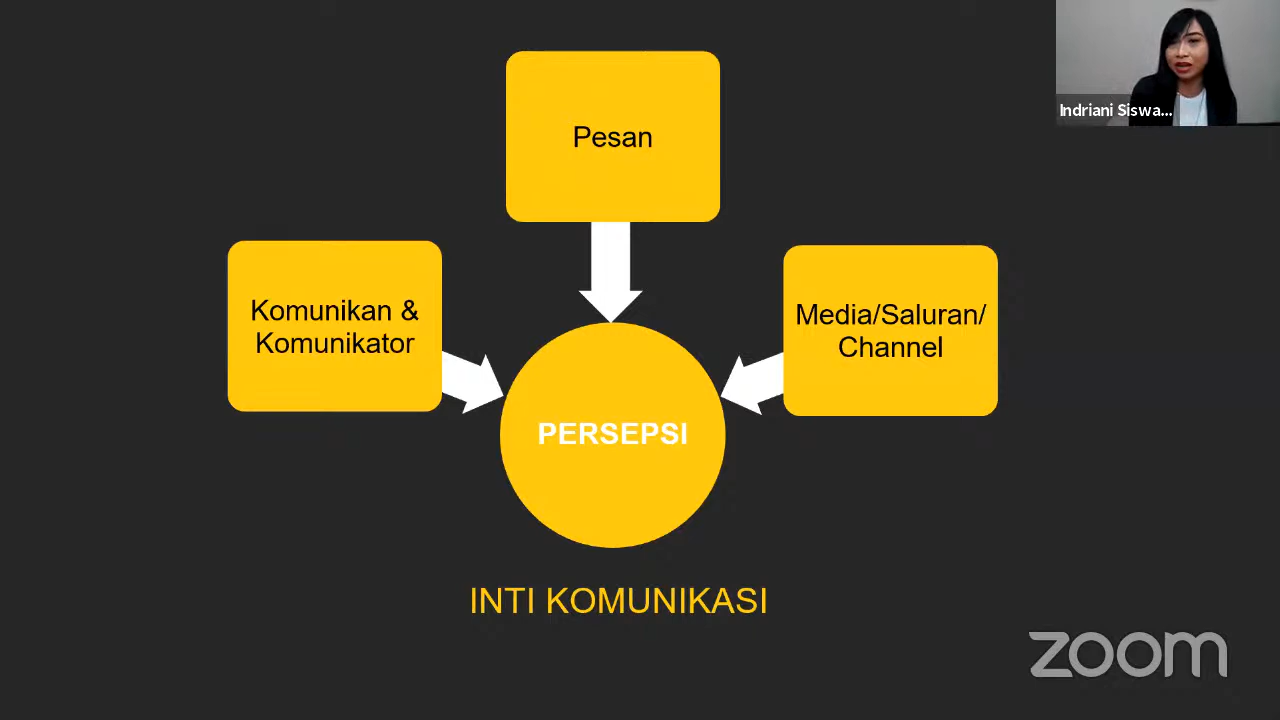 Indriani Siswa...
Pesan
Komunikan &
Komunikator
Media/Saluran/
Channel
PERSEPSI
INTI KOMUNIKASI
zoom